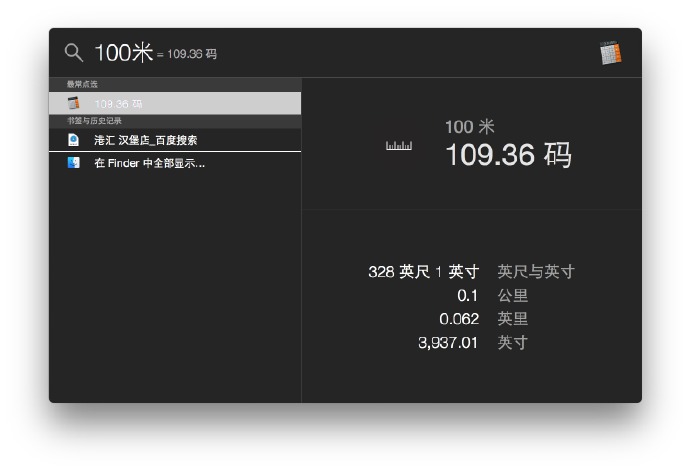 100米 = 109.36 码
最常点选
109.36 码
书签与历史记录
港汇 汉堡店_百度搜索
在 Finder 中全部显示...
100 米
109.36 码
328 英尺 1 英寸 英尺与英寸
0.1 公里
0.062 英里
3,937.01 英寸